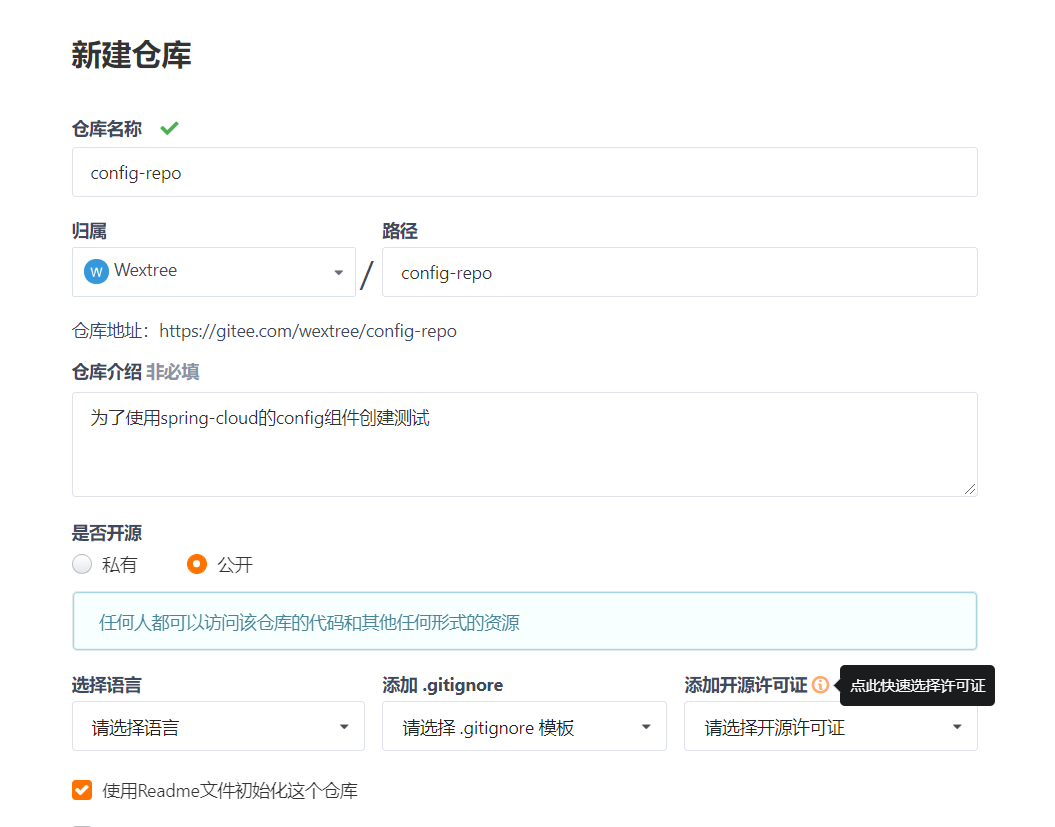 新建仓库
仓库名称
config-repo
归属
路径
W Wextree
/
config-repo
仓库地址：https://gitee.com/wextree/config-repo
仓库介绍 非必填
为了使用spring-cloud的config组件创建测试
是否开源
私有 公开
任何人都可以访问该仓库的代码和其他任何形式的资源
选择语言 添加 .gitignore 添加开源许可证 点此快速选择许可证
请选择语言 请选择 .gitignore 模板 请选择开源许可证
使用Readme文件初始化这个仓库